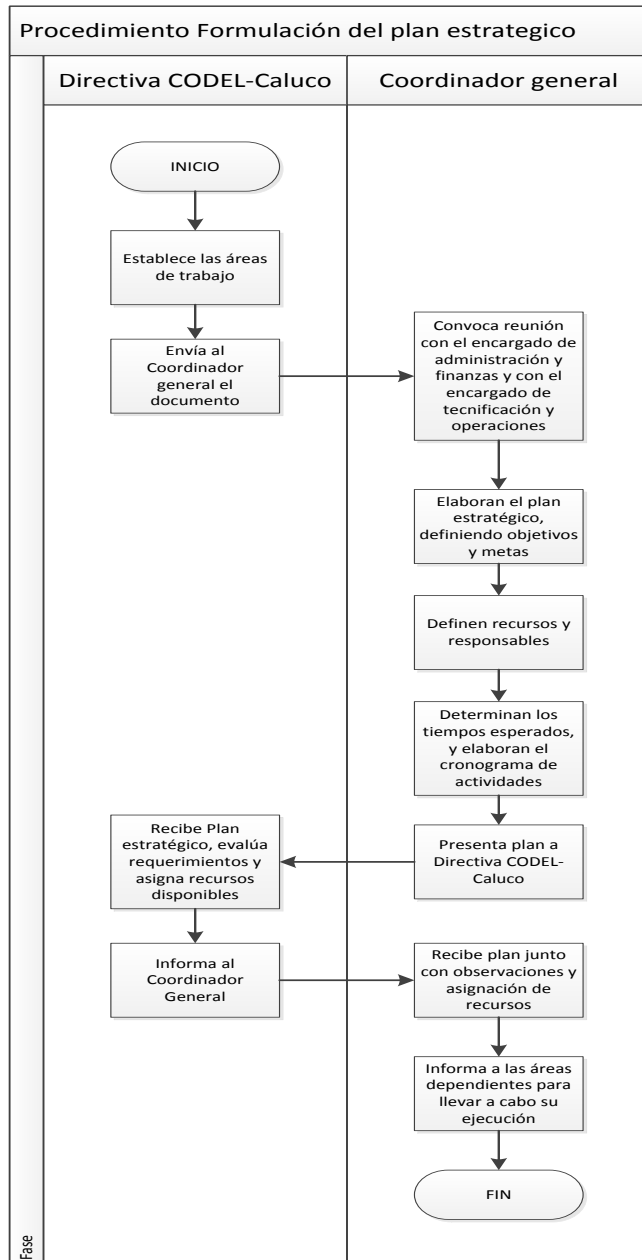 Procedimiento Formulación del plan estrategico
Directiva CODEL-Caluco
Coordinador general
INICIO
Establece las áreas
de trabajo
Envía al
Coordinador
general el
documento
Convoca reunión
con el encargado de
administración y
finanzas y con el
encargado de
tecnificación y
operaciones
Elaboran el plan
estratégico,
definiendo objetivos
y metas
Definen recursos y
responsables
Determinan los
tiempos esperados,
y elaboran el
cronograma de
actividades
Presenta plan a
Directiva CODEL-
Caluco
Recibe Plan
estratégico, evalúa
requerimientos y
asigna recursos
disponibles
Informa al
Coordinador
General
Recibe plan junto
con observaciones y
asignación de
recursos
Informa a las áreas
dependientes para
llevar a cabo su
ejecución
FIN
Fase